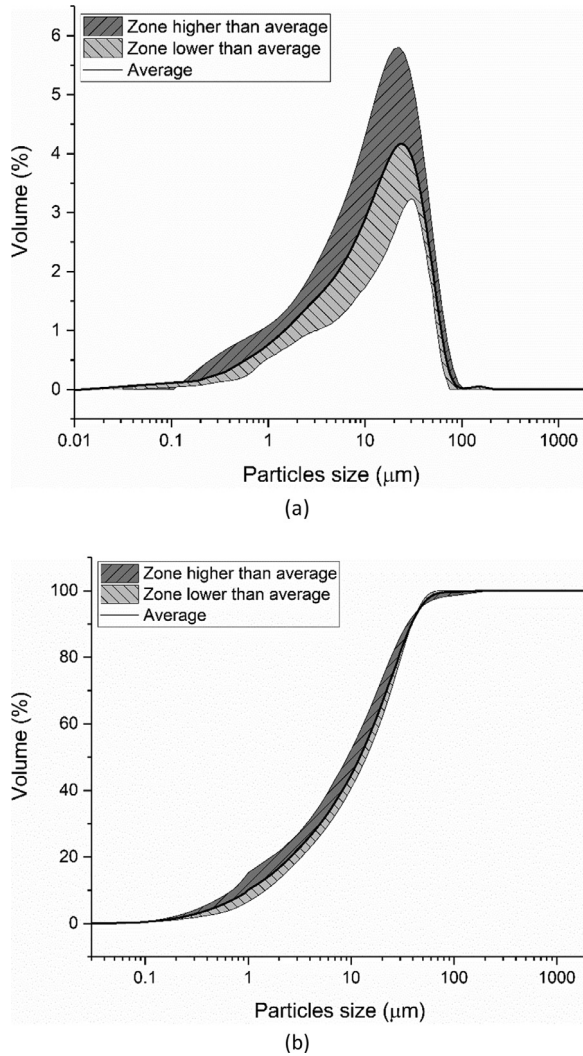 Zone higher than average
Zone lower than average
Average
6
5
4
3
2
1
0
Volume (%)
0.01 0.1 1 10 100 1000
Particles size (μm)
(a)
Zone higher than average
Zone lower than average
Average
100
80
60
40
20
0
Volume (%)
0.1 1 10 100 1000
Particles size (μm)
(b)